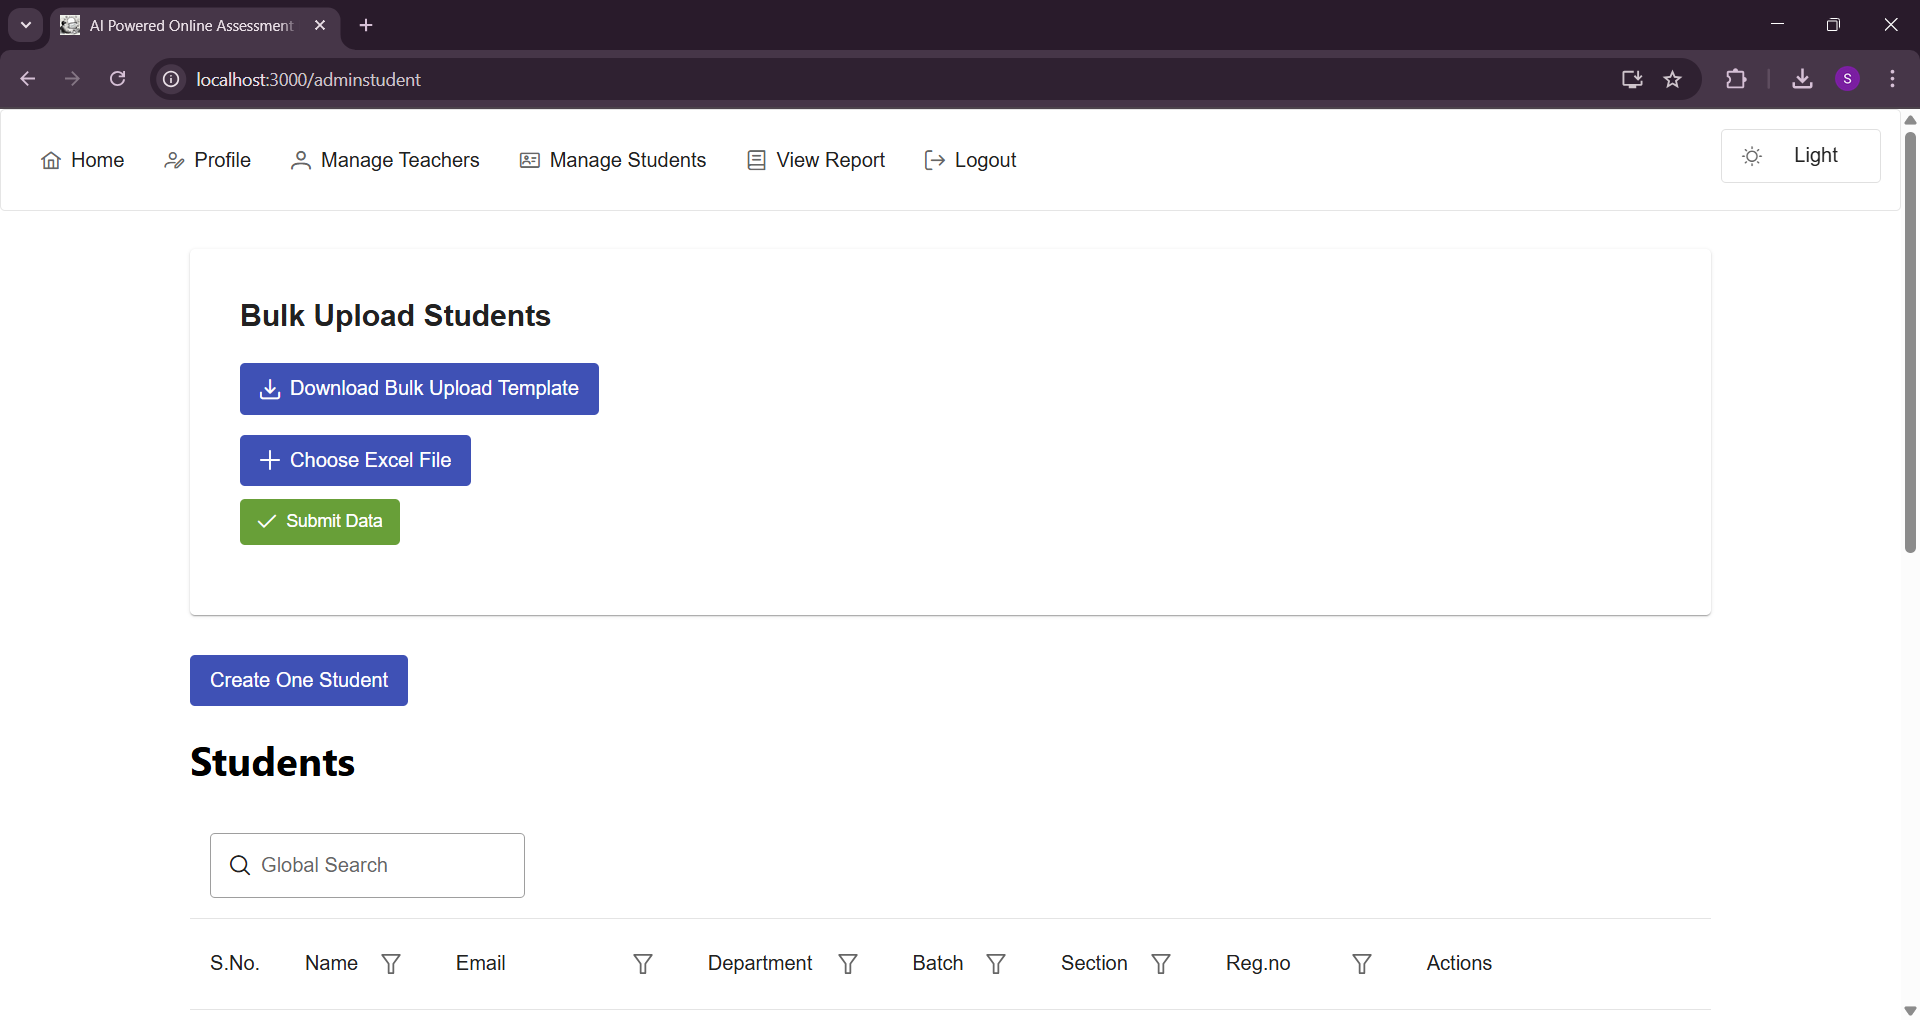 AI Powered Online Assessment
localhost:3000/adminstudent
S
Home Profile Manage Teachers Manage Students View Report Logout Light
Bulk Upload Students
Download Bulk Upload Template
Choose Excel File
Submit Data
Create One Student
Students
Global Search
S.No. Name Email Department Batch Section Reg.no Actions